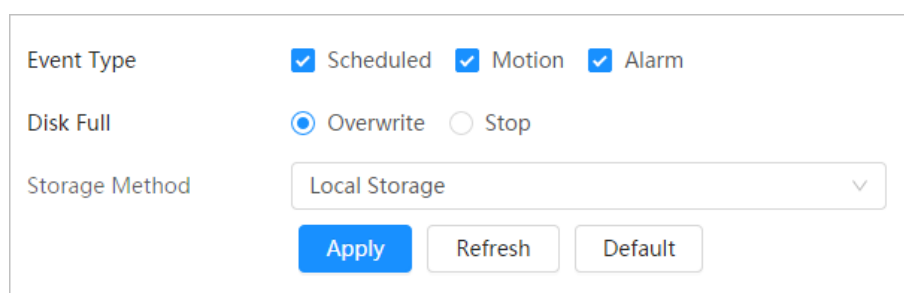 Event Type Scheduled Motion Alarm
Disk Full Overwrite Stop
Storage Method Local Storage
Apply Refresh Default